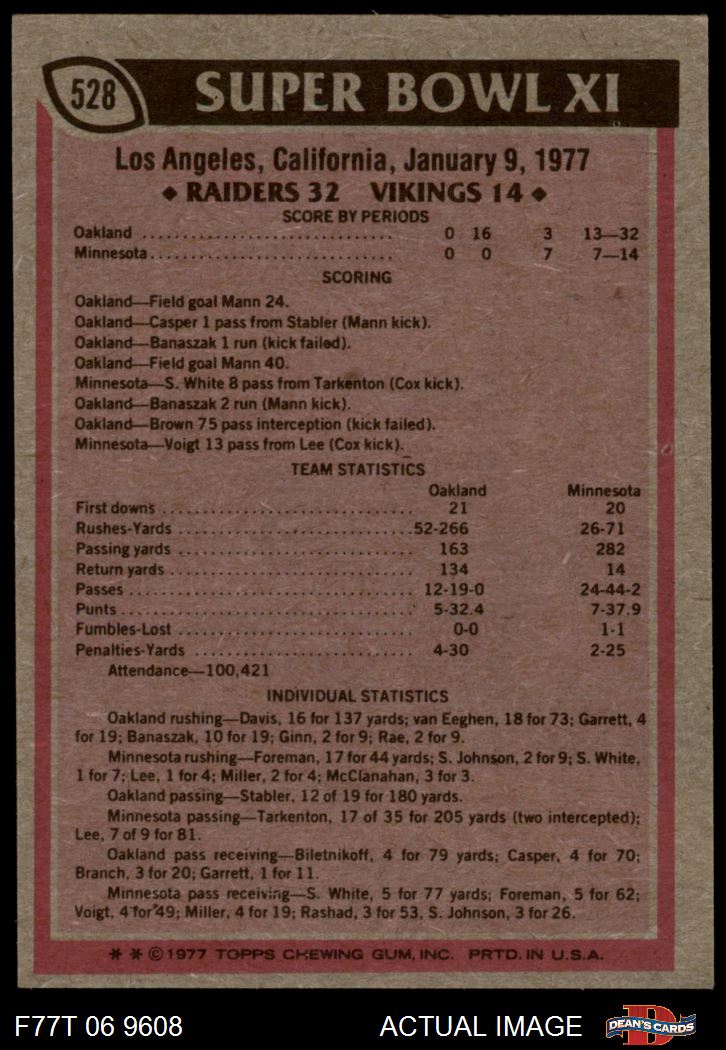 528 SUPER BOWL XI
Los Angeles, California, January 9, 1977
◆ RAIDERS 32 VIKINGS 14 ◆
SCORE BY PERIODS
Oakland .............................. 0 16 3 13—32
Minnesota .............................. 0 0 7 7—14
SCORING
Oakland—Field goal Mann 24.
Oakland—Casper 1 pass from Stabler (Mann kick).
Oakland—Banaszak 1 run (kick failed).
Oakland—Field goal Mann 40.
Minnesota—S. White 8 pass from Tarkenton (Cox kick).
Oakland—Banaszak 2 run (Mann kick).
Oakland—Brown 75 pass interception (kick failed).
Minnesota—Voigt 13 pass from Lee (Cox kick).
TEAM STATISTICS
Oakland Minnesota
First downs .............................. 21 20
Rushes-Yards .............................. 52-266 26-71
Passing yards .............................. 163 282
Return yards .............................. 134 14
Passes .............................. 12-19-0 24-44-2
Punts .............................. 5-32.4 7-37.9
Fumbles-Lost .............................. 0-0 1-1
Penalties-Yards .............................. 4-30 2-25
Attendance—100,421
INDIVIDUAL STATISTICS
Oakland rushing—Davis, 16 for 137 yards; van Eeghen, 18 for 73; Garrett, 4
for 19; Banaszak, 10 for 19; Ginn, 2 for 9; Rae, 2 for 9.
Minnesota rushing—Foreman, 17 for 44 yards; S. Johnson, 2 for 9; S. White,
1 for 7; Lee, 1 for 4; Miller, 2 for 4; McClanahan, 3 for 3.
Oakland passing—Stabler, 12 of 19 for 180 yards.
Minnesota passing—Tarkenton, 17 of 35 for 205 yards (two intercepted);
Lee, 7 of 9 for 81.
Oakland pass receiving—Biletnikoff, 4 for 79 yards; Casper, 4 for 70;
Branch, 3 for 20; Garrett, 1 for 11.
Minnesota pass receiving—S. White, 5 for 77 yards; Foreman, 5 for 62;
Voigt, 4 for 49; Miller, 4 for 19; Rashad, 3 for 53, S. Johnson, 3 for 26.
* * © 1977 TOPPS CHEWING GUM, INC. PRTD. IN U.S.A.
F77T 06 9608 ACTUAL IMAGE D DEAN'S CARDS